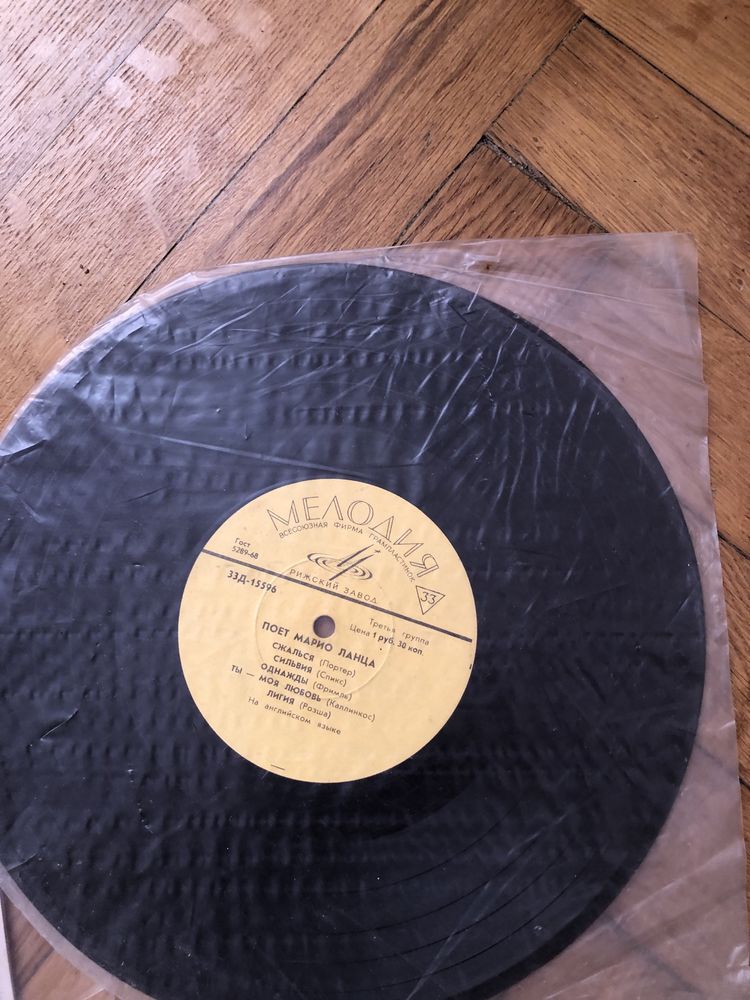 МЕЛОДИЯ
ВСЕСОЮЗНАЯ ФИРМА ГРАМПЛАСТИНОК
Гост
5289-68
РИЖСКИЙ ЗАВОД
33
33Д-15596
Третья группа
Цена 1 руб. 30 коп.
ПОЕТ МАРИО ЛАНЦА
СЖАЛЬСЯ (Портер)
СИЛЬВИЯ (Спикс)
ОДНАЖДЫ (Фримль)
ТЫ — МОЯ ЛЮБОВЬ (Каллинкос)
ЛИГИЯ (Розша)
На английском языке